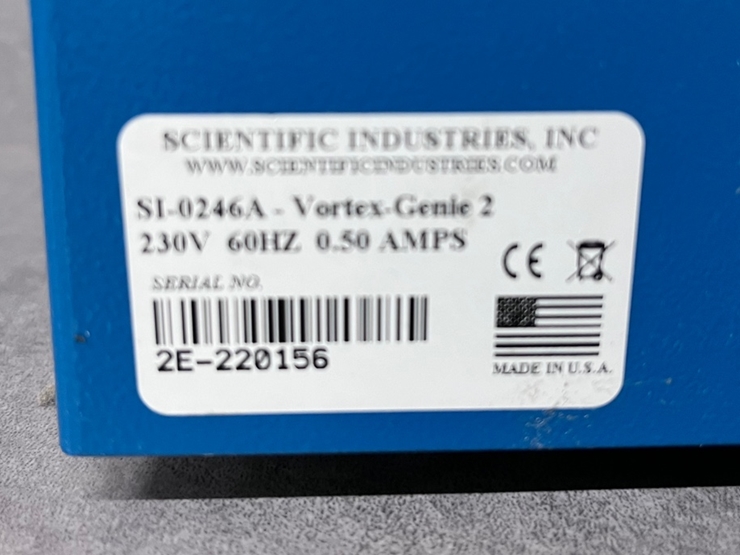 SCIENTIFIC INDUSTRIES, INC
WWW.SCIENTIFICINDUSTRIES.COM
SI-0246A - Vortex-Genie 2
230V 60HZ 0.50 AMPS
SERIAL NO.
CE
2E-220156
MADE IN U.S.A.